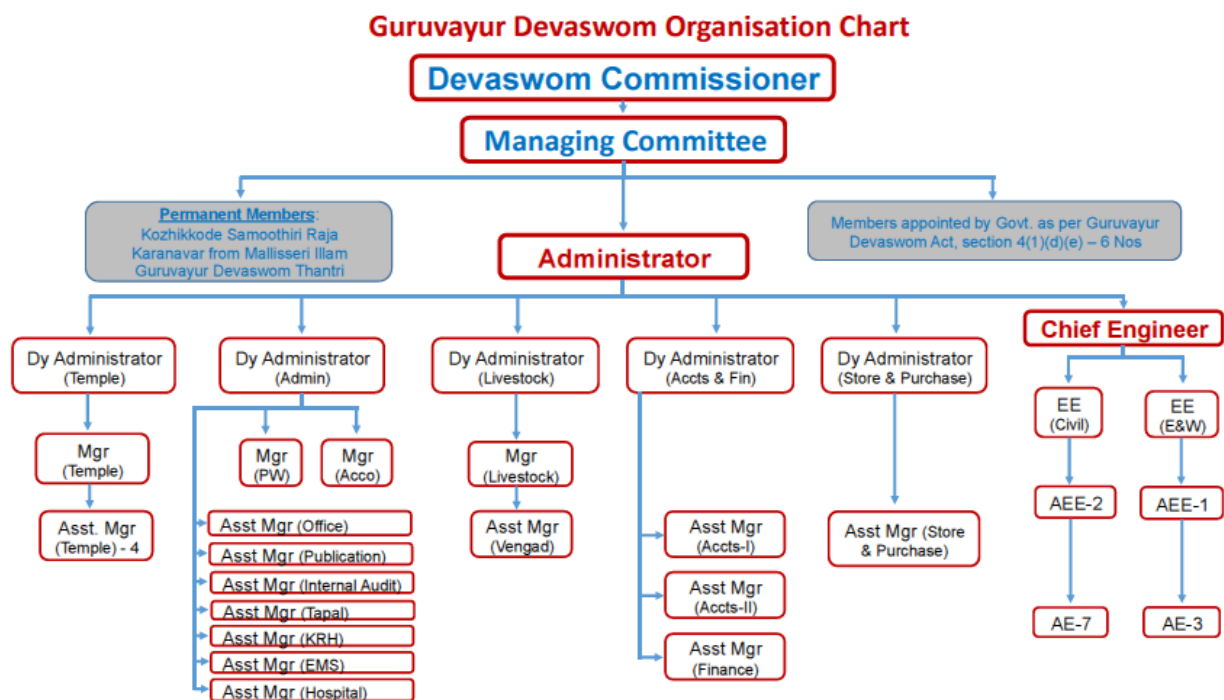 Guruvayur Devaswom Organisation Chart
Devaswom Commissioner
Managing Committee
Permanent Members:
Kozhikkode Samoothiri Raja
Karanavar from Mallisseri Illam
Guruvayur Devaswom Thantri
Members appointed by Govt. as per Guruvayur
Devaswom Act, section 4(1)(d)(e) – 6 Nos
Administrator
Dy Administrator
(Temple)
Dy Administrator
(Admin)
Dy Administrator
(Livestock)
Dy Administrator
(Accts & Fin)
Dy Administrator
(Store & Purchase)
Chief Engineer
Mgr
(Temple)
Asst. Mgr
(Temple) - 4
Mgr
(PW)
Mgr
(Acco)
Asst Mgr (Office)
Asst Mgr (Publication)
Asst Mgr (Internal Audit)
Asst Mgr (Tapal)
Asst Mgr (KRH)
Asst Mgr (EMS)
Asst Mgr (Hospital)
Mgr
(Livestock)
Asst Mgr
(Vengad)
Asst Mgr
(Accts-I)
Asst Mgr
(Accts-II)
Asst Mgr
(Finance)
Asst Mgr (Store
& Purchase)
EE
(Civil)
EE
(E&W)
AEE-2
AEE-1
AE-7
AE-3